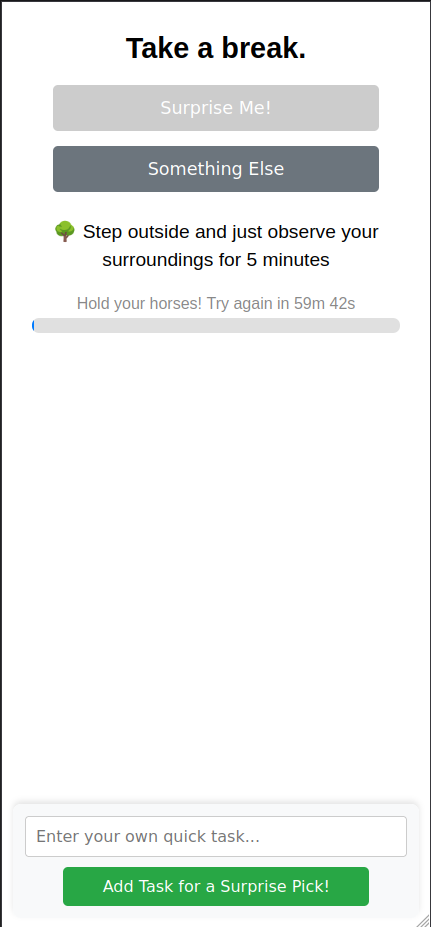 Take a break.
Surprise Me!
Something Else
🌳 Step outside and just observe your
surroundings for 5 minutes
Hold your horses! Try again in 59m 42s
Enter your own quick task...
Add Task for a Surprise Pick!